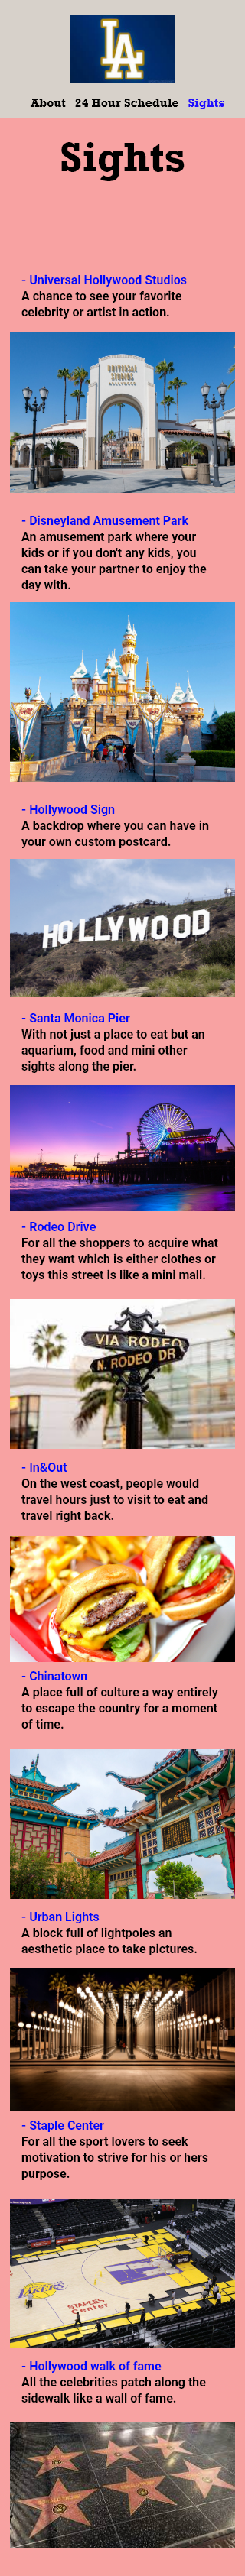 LA
About 24 Hour Schedule Sights
Sights
- Universal Hollywood Studios
A chance to see your favorite
celebrity or artist in action.
UNIVERSAL
STUDIOS
HOLLYWOOD
- Disneyland Amusement Park
An amusement park where your
kids or if you don't any kids, you
can take your partner to enjoy the
day with.
- Hollywood Sign
A backdrop where you can have in
your own custom postcard.
HOLLYWOOD
- Santa Monica Pier
With not just a place to eat but an
aquarium, food and mini other
sights along the pier.
- Rodeo Drive
For all the shoppers to acquire what
they want which is either clothes or
toys this street is like a mini mall.
VIA RODEO
N. RODEO DR
- In&Out
On the west coast, people would
travel hours just to visit to eat and
travel right back.
- Chinatown
A place full of culture a way entirely
to escape the country for a moment
of time.
- Urban Lights
A block full of lightpoles an
aesthetic place to take pictures.
- Staple Center
For all the sport lovers to seek
motivation to strive for his or hers
purpose.
LAKERS
STAPLES
Center
- Hollywood walk of fame
All the celebrities patch along the
sidewalk like a wall of fame.